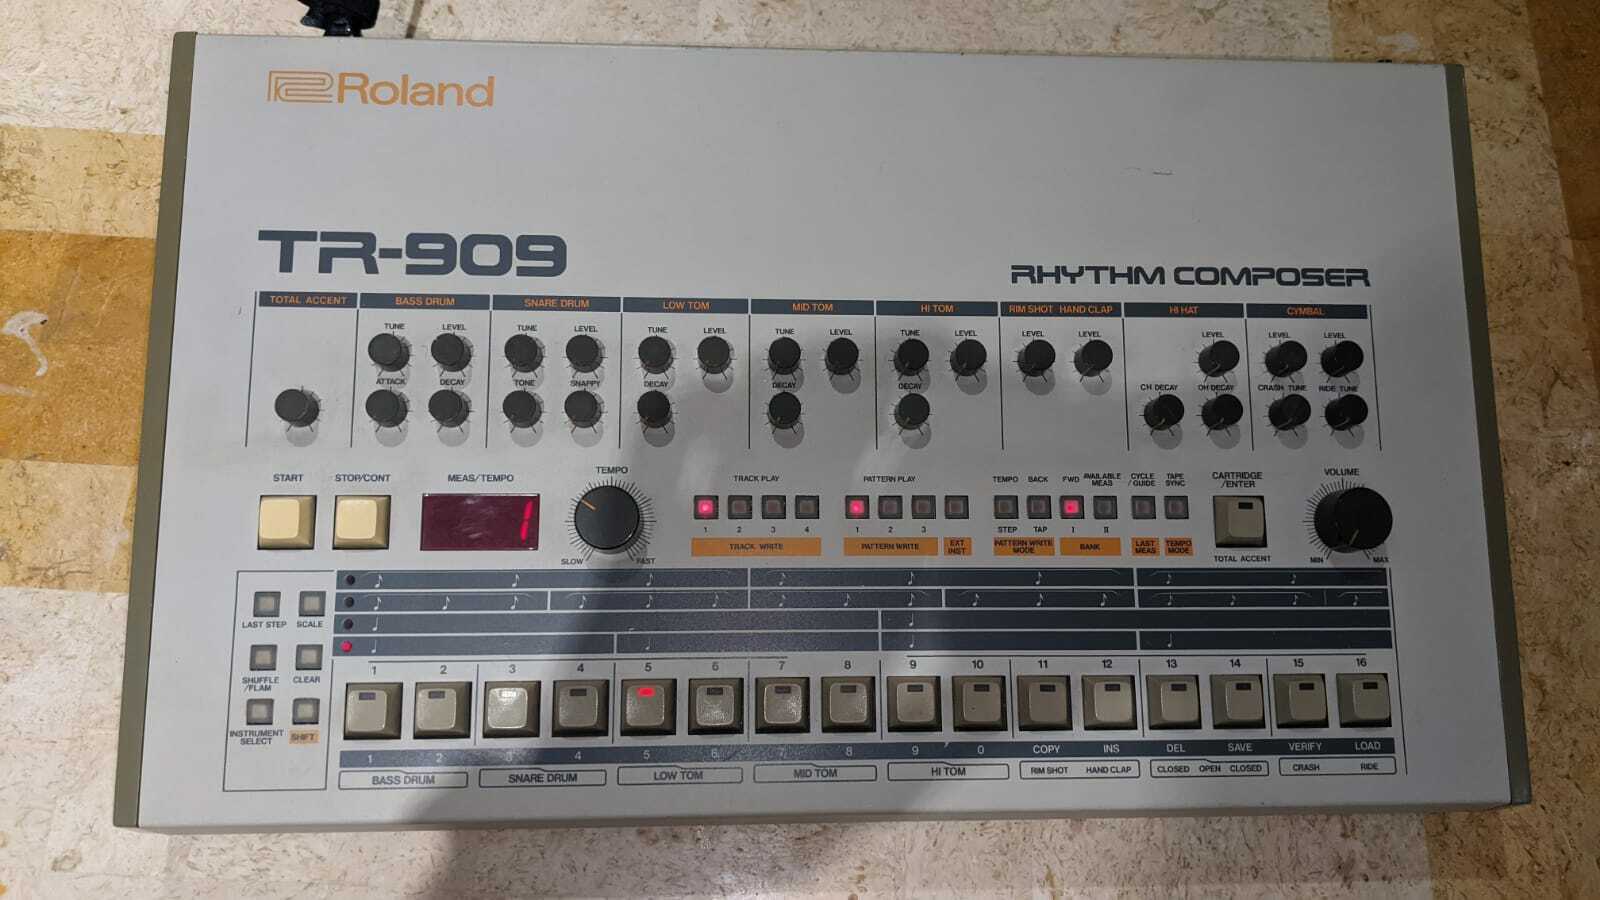 Roland
TR-909
RHYTHM COMPOSER
TOTAL ACCENT BASS DRUM SNARE DRUM LOW TOM MID TOM HI TOM RIM SHOT HAND CLAP HI HAT CYMBAL
TUNE LEVEL TUNE LEVEL TUNE LEVEL TUNE LEVEL TUNE LEVEL LEVEL LEVEL LEVEL LEVEL LEVEL
ATTACK DECAY TONE SNAPPY DECAY DECAY DECAY CH DECAY OH DECAY CRASH TUNE RIDE TUNE
START STOP/CONT MEAS/TEMPO TEMPO TRACK PLAY PATTERN PLAY TEMPO BACK FWD AVAILABLE MEAS CYCLE /GUIDE TAPE SYNC CARTRIDGE /ENTER VOLUME
1
1 2 3 4 1 2 3 STEP TAP I II
TRACK WRITE PATTERN WRITE EXT INST PATTERN WRITE MODE BANK LAST MEAS TEMPO MODE
SLOW FAST TOTAL ACCENT MIN MAX
LAST STEP SCALE
SHUFFLE /FLAM CLEAR
INSTRUMENT SELECT SHIFT
1 2 3 4 5 6 7 8 9 10 11 12 13 14 15 16
1 2 3 4 5 6 7 8 9 0 COPY INS DEL SAVE VERIFY LOAD
BASS DRUM SNARE DRUM LOW TOM MID TOM HI TOM RIM SHOT HAND CLAP CLOSED OPEN CLOSED CRASH RIDE